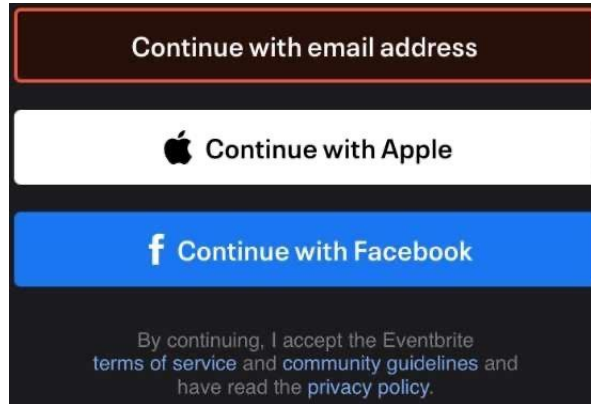 Continue with email address
Continue with Apple
Continue with Facebook
By continuing, I accept the Eventbrite
terms of service and community guidelines and
have read the privacy policy.